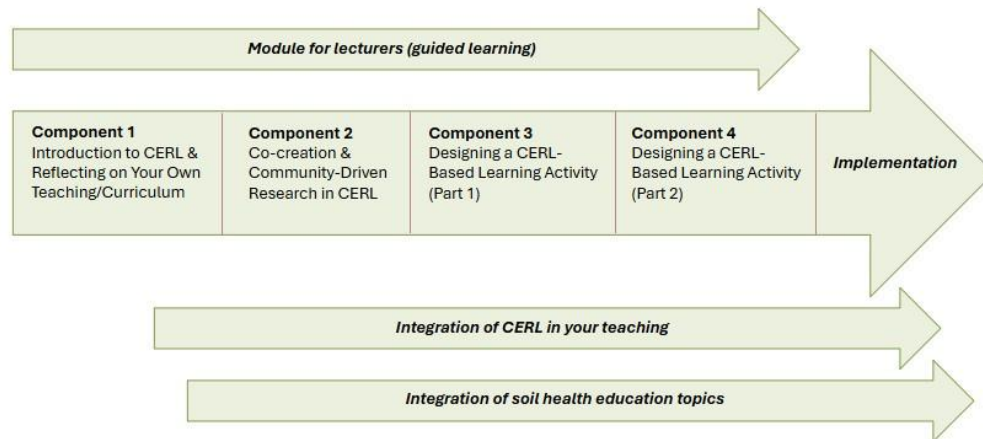 Module for lecturers (guided learning)
Component 1
Introduction to CERL &
Reflecting on Your Own
Teaching/Curriculum
Component 2
Co-creation &
Community-Driven
Research in CERL
Component 3
Designing a CERL-
Based Learning Activity
(Part 1)
Component 4
Designing a CERL-
Based Learning Activity
(Part 2)
Implementation
Integration of CERL in your teaching
Integration of soil health education topics